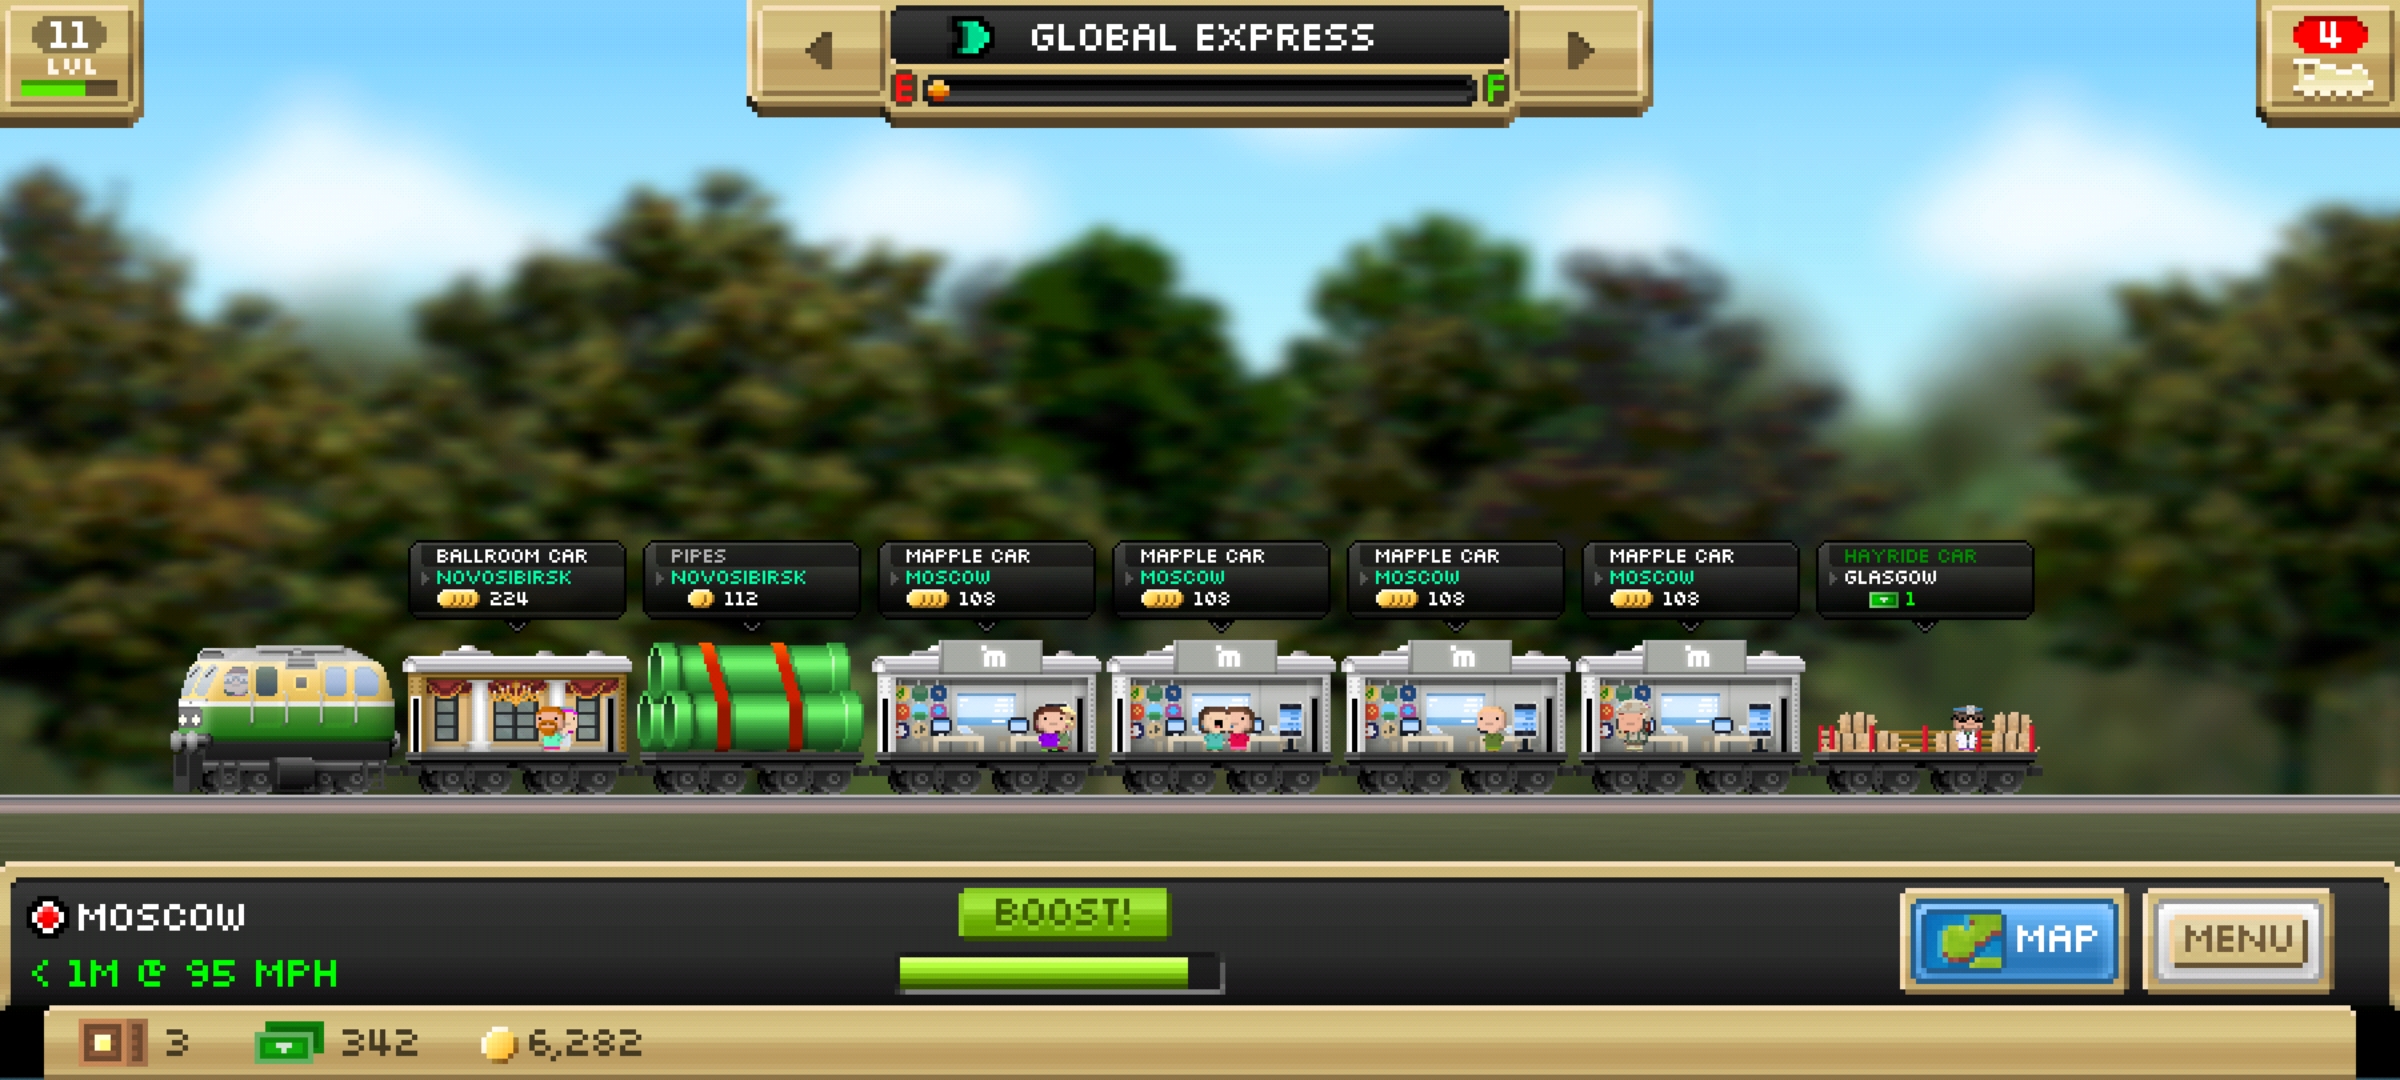 11
LVL
GLOBAL EXPRESS
E F
4
BALLROOM CAR
NOVOSIBIRSK
224
PIPES
NOVOSIBIRSK
112
MAPPLE CAR
MOSCOW
108
MAPPLE CAR
MOSCOW
108
MAPPLE CAR
MOSCOW
108
MAPPLE CAR
MOSCOW
108
HAYRIDE CAR
GLASGOW
1
m
m
m
m
MOSCOW
< 1M @ 95 MPH
BOOST!
MAP
MENU
3
342
6,282